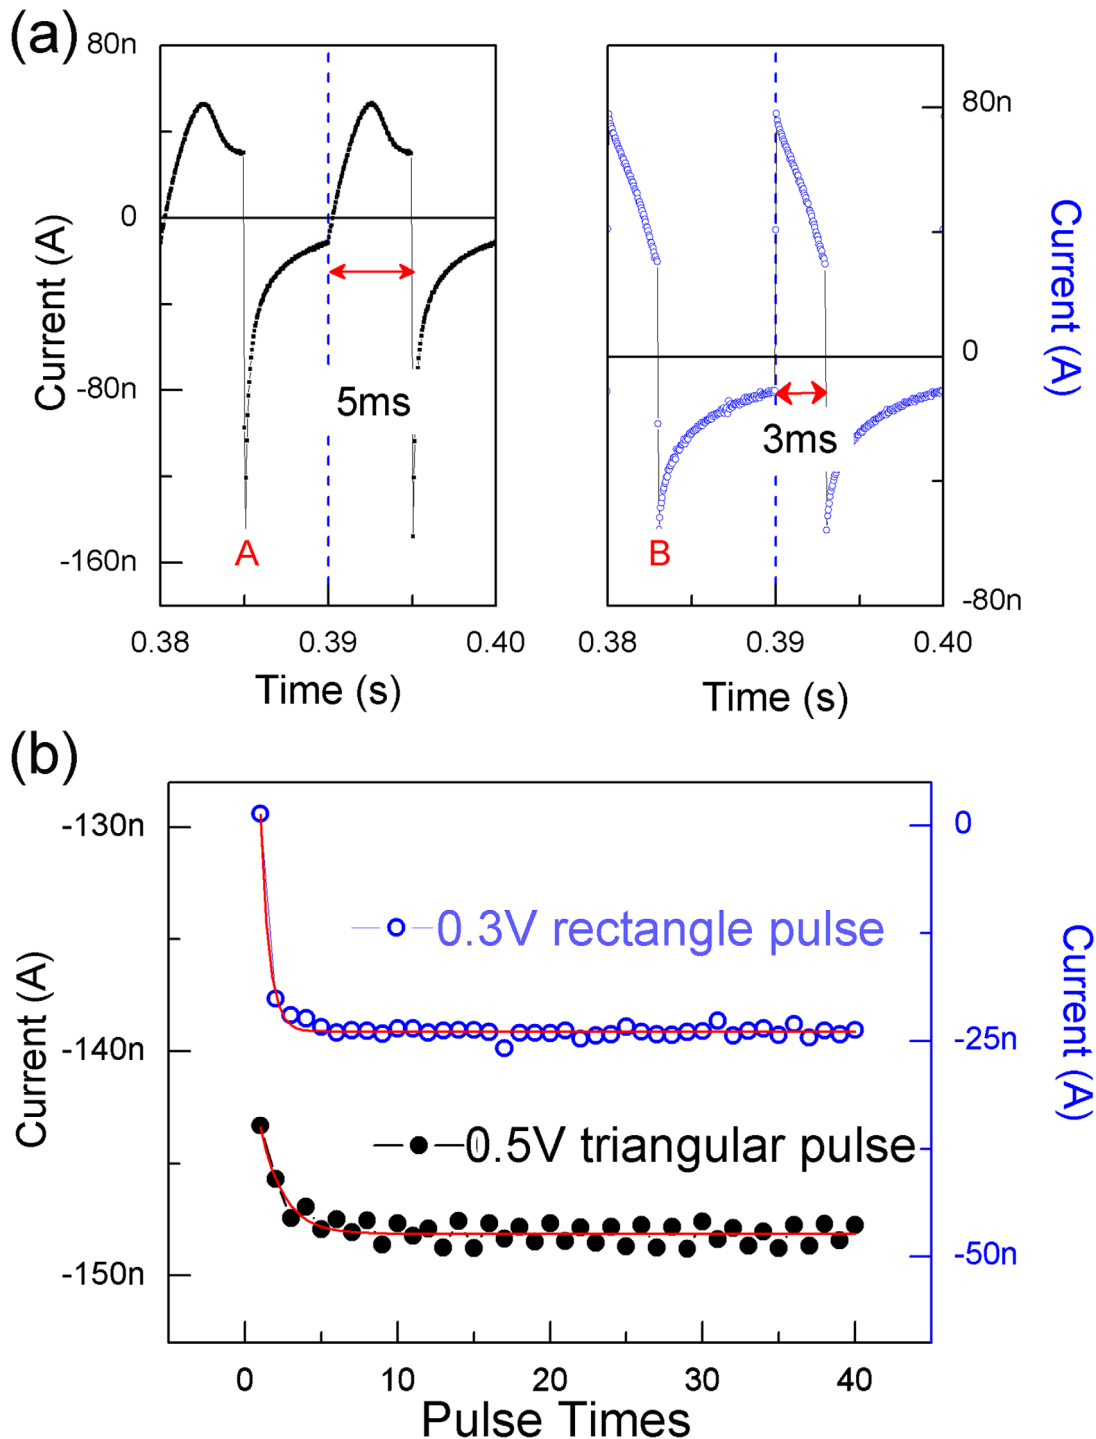 (a)
80n
0
-80n
-160n
Current (A)
5ms
A
0.38
0.39
0.40
Time (s)
80n
0
-80n
Current (A)
3ms
B
0.38
0.39
0.40
Time (s)
(b)
-130n
-140n
-150n
Current (A)
0.3V rectangle pulse
0.5V triangular pulse
0
-25n
-50n
Current (A)
0
10
20
30
40
Pulse Times